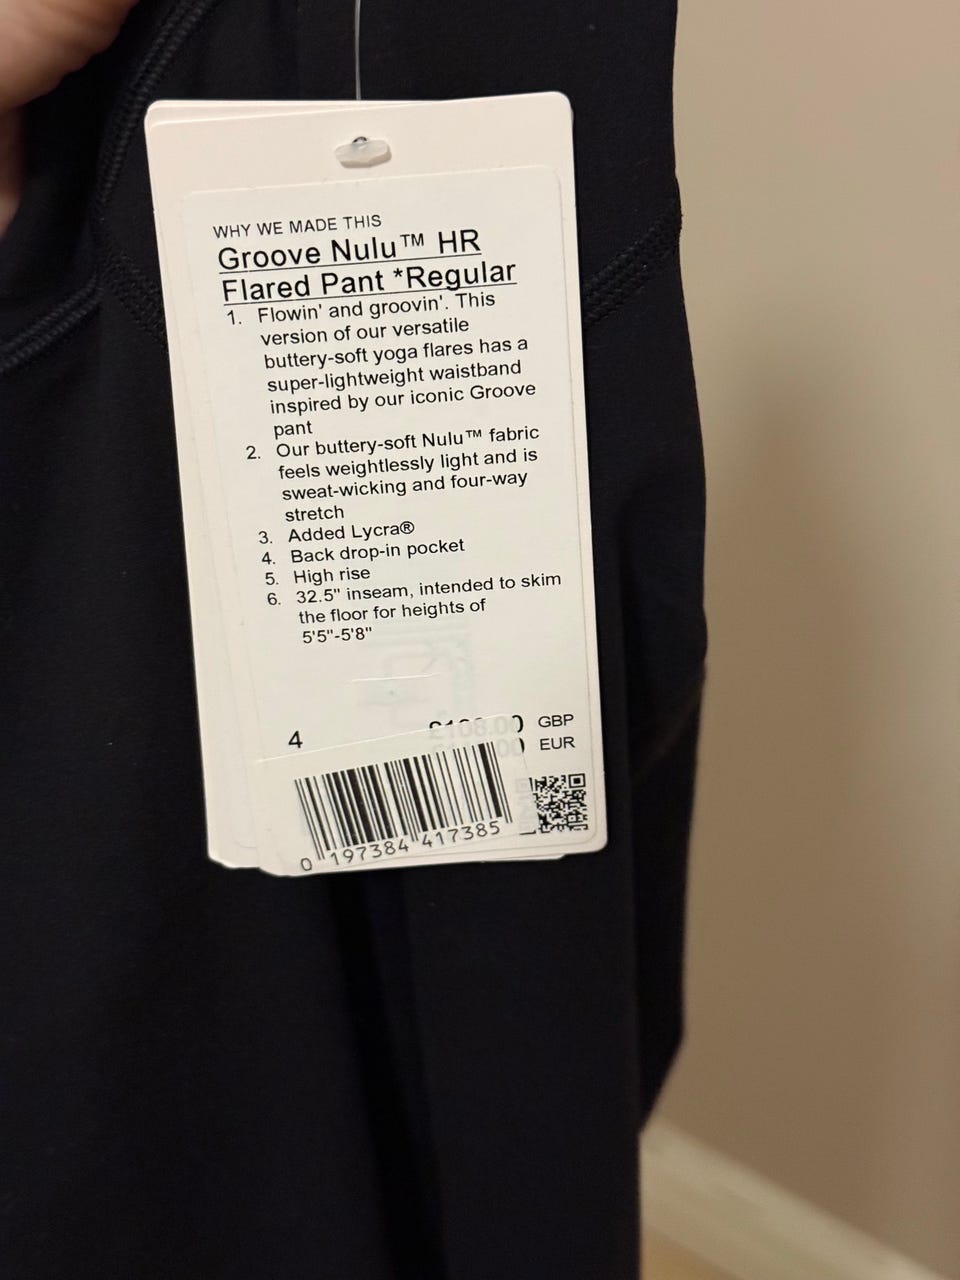 WHY WE MADE THIS
Groove Nulu™ HR
Flared Pant *Regular
1. Flowin' and groovin'. This
version of our versatile
buttery-soft yoga flares has a
super-lightweight waistband
inspired by our iconic Groove
pant
2. Our buttery-soft Nulu™ fabric
feels weightlessly light and is
sweat-wicking and four-way
stretch
3. Added Lycra®
4. Back drop-in pocket
5. High rise
6. 32.5" inseam, intended to skim
the floor for heights of
5'5"-5'8"
4 £108.00 GBP
EUR
0 197384 417385